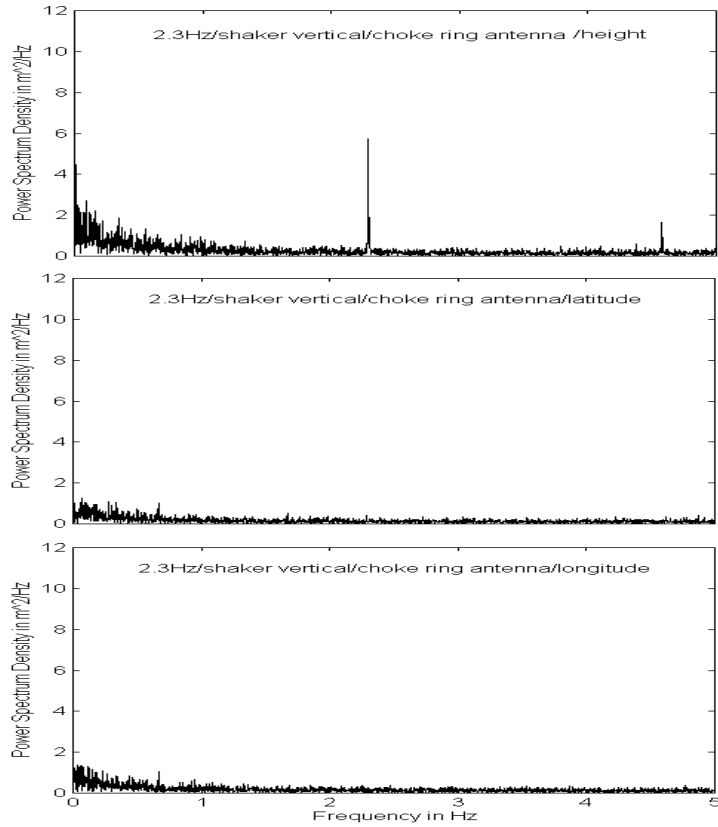 12
2.3Hz/shaker vertical/choke ring antenna /height
10
8
6
4
2
0
Power Spectrum Density in m^2/Hz
12
2.3Hz/shaker vertical/choke ring antenna/latitude
10
8
6
4
2
0
Power Spectrum Density in m^2/Hz
12
2.3Hz/shaker vertical/choke ring antenna/longitude
10
8
6
4
2
0
Power Spectrum Density in m^2/Hz
0 1 2 3 4 5
Frequency in Hz